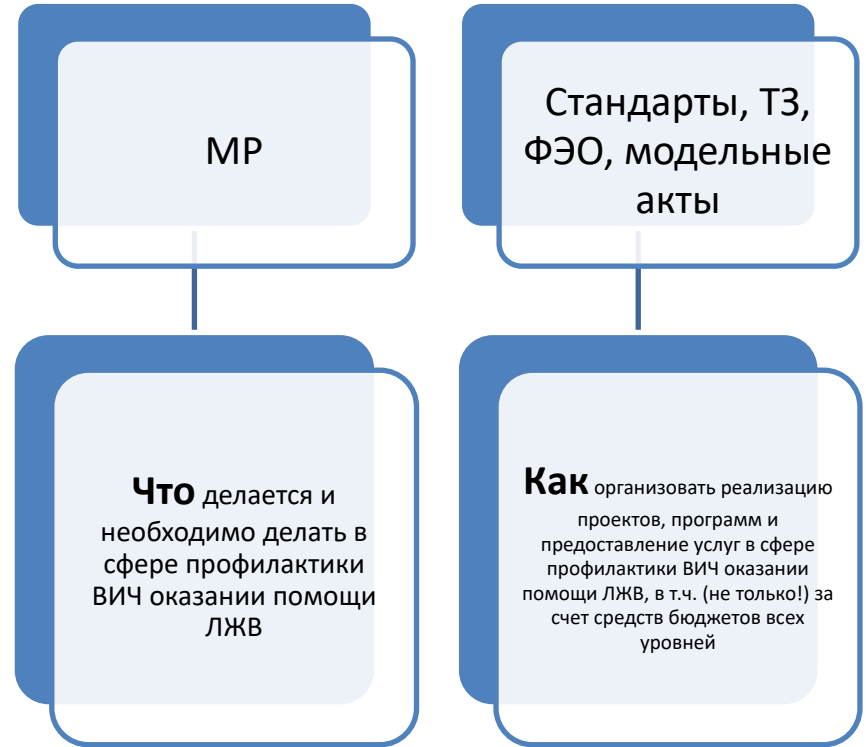 МР
Что делается и
необходимо делать в
сфере профилактики
ВИЧ оказании помощи
ЛЖВ
Стандарты, ТЗ,
ФЭО, модельные
акты
Как организовать реализацию
проектов, программ и
предоставление услуг в сфере
профилактики ВИЧ оказании
помощи ЛЖВ, в т.ч. (не только!) за
счет средств бюджетов всех
уровней